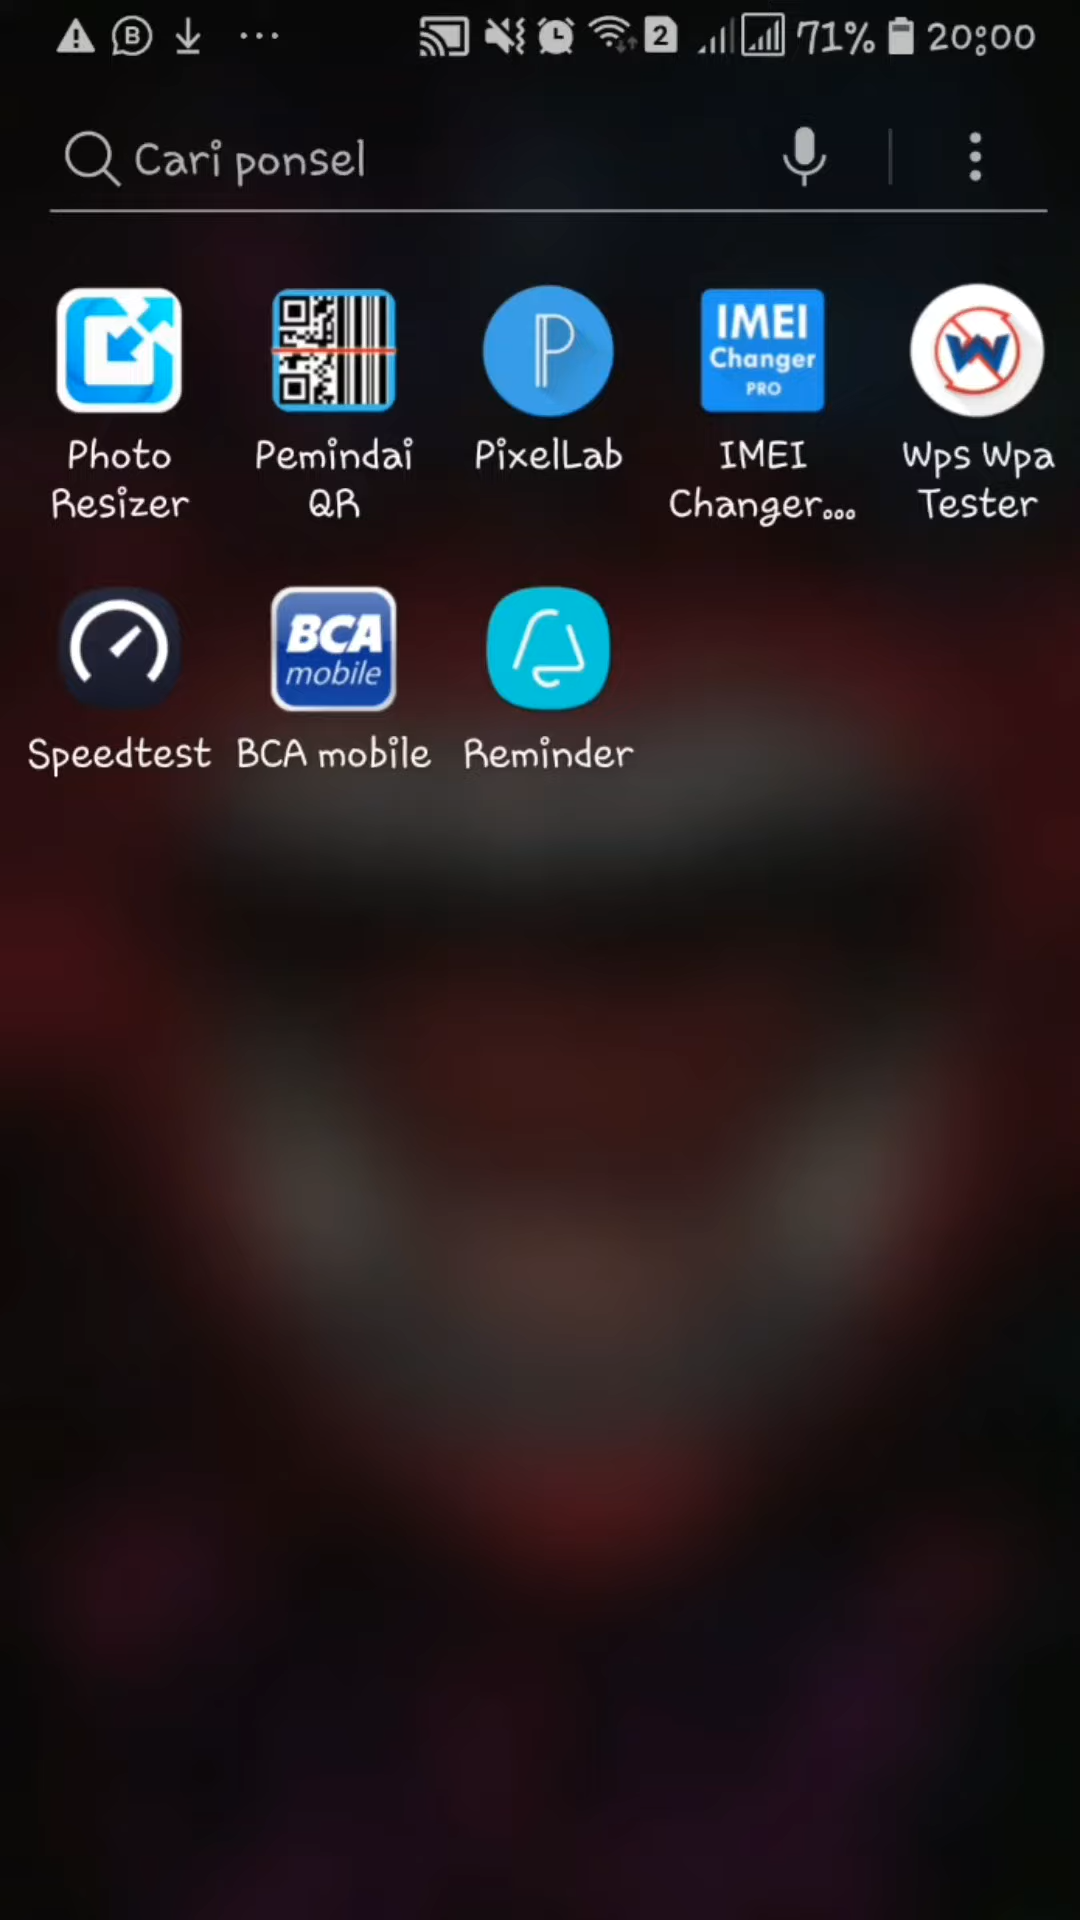 2 71% 20:00
Cari ponsel
IMEI
Changer
PRO
W
Photo
Resizer
Pemindai
QR
PixelLab
IMEI
Changer...
Wps Wpa
Tester
BCA
mobile
Speedtest
BCA mobile
Reminder